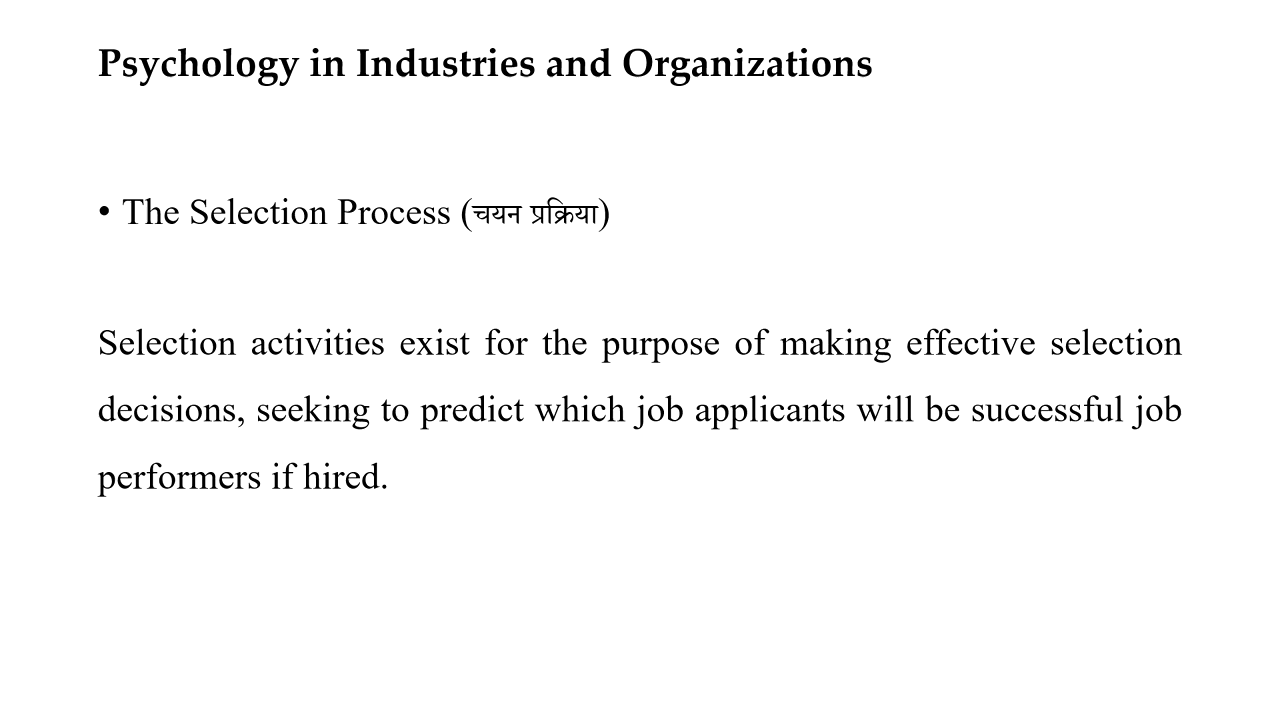 Psychology in Industries and Organizations
• The Selection Process (चयन प्रक्रिया)
Selection activities exist for the purpose of making effective selection
decisions, seeking to predict which job applicants will be successful job
performers if hired.